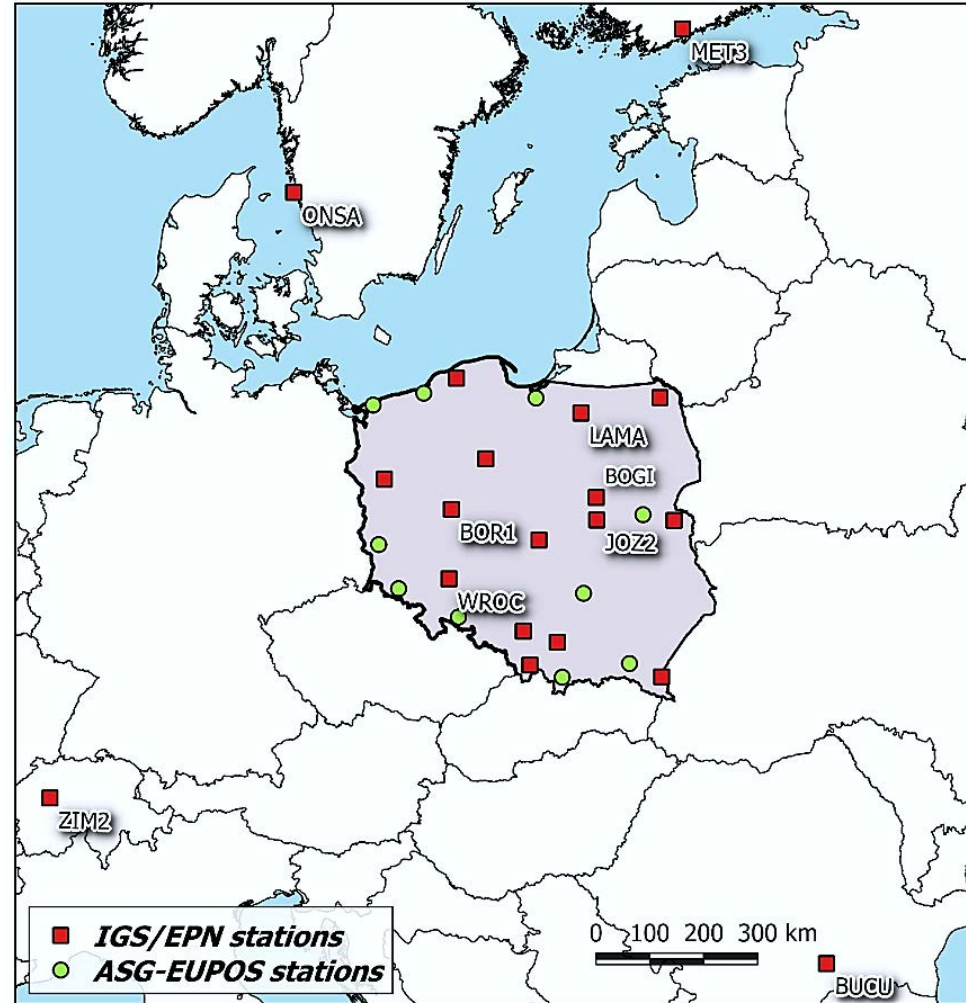 MET3
ONSA
LAMA
BOGI
BOR1
JOZ2
WROC
ZIM2
IGS/EPN stations
ASG-EUPOS stations
0 100 200 300 km
BUCU